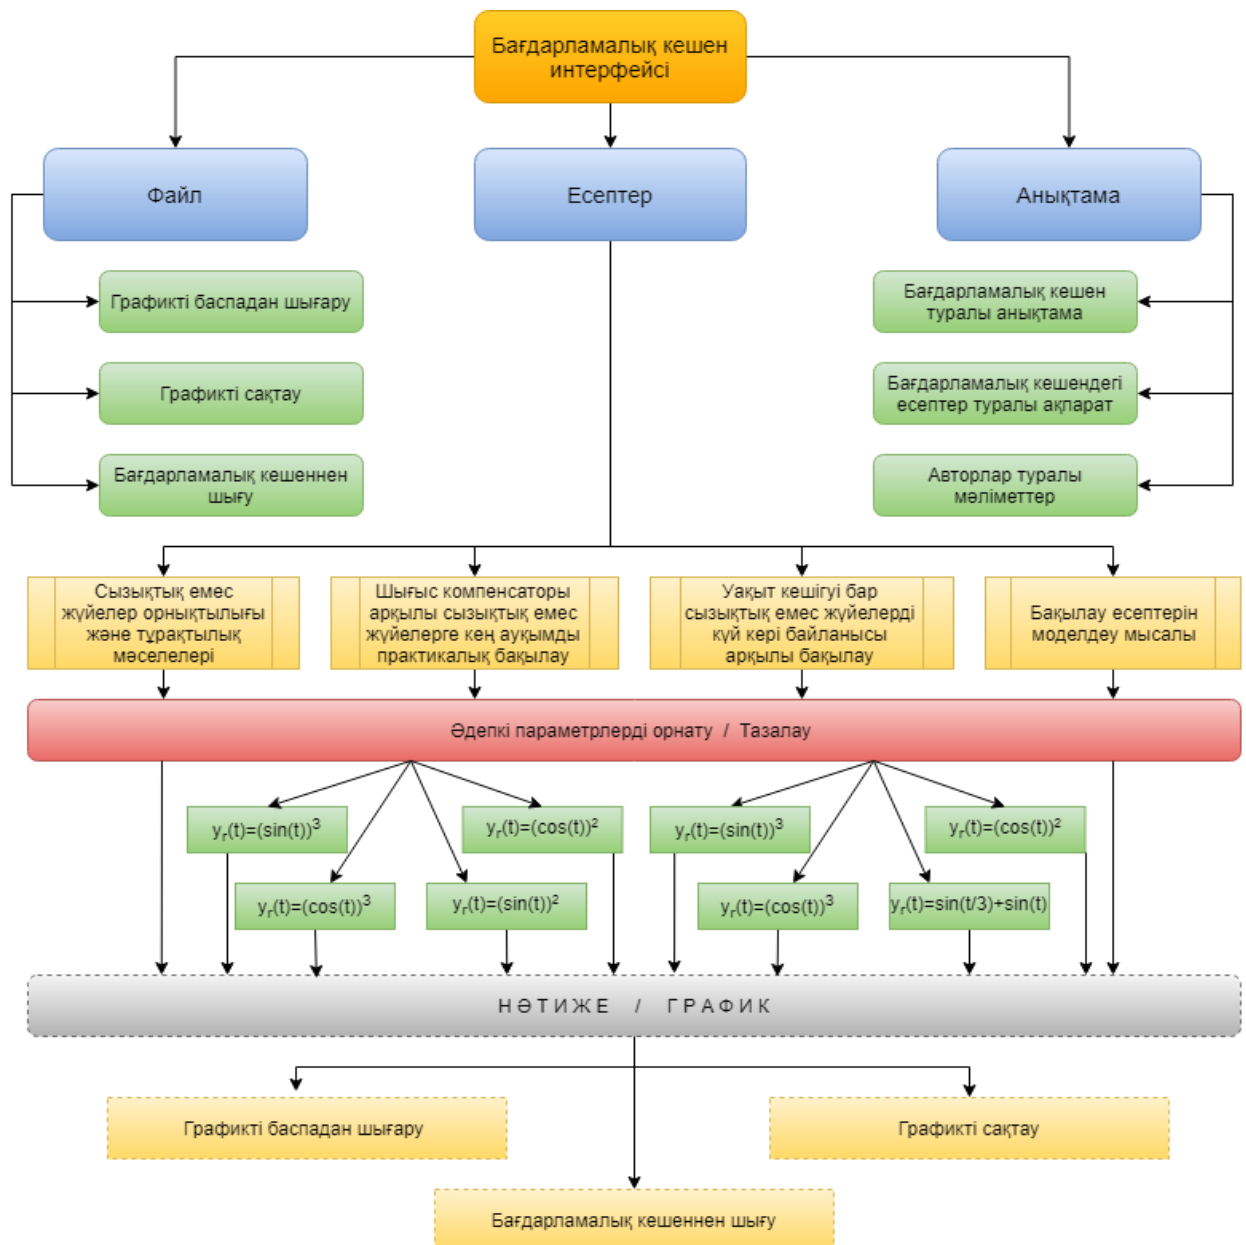 Бағдарламалық кешен
интерфейсі
Файл
Есептер
Анықтама
Графикті баспадан шығару
Графикті сақтау
Бағдарламалық кешеннен
шығу
Бағдарламалық кешен
туралы анықтама
Бағдарламалық кешендегі
есептер туралы ақпарат
Авторлар туралы
мәліметтер
Сызықтық емес
жүйелер орнықтылығы
және тұрақтылық
мәселелері
Шығыс компенсаторы
арқылы сызықтық емес
жүйелерге кең ауқымды
практикалық бақылау
Уақыт кешігуі бар
сызықтық емес жүйелерді
күй кері байланысы
арқылы бақылау
Бақылау есептерін
моделдеу мысалы
Әдепкі параметрлерді орнату / Тазалау
yᵣ(t)=(sin(t))³
yᵣ(t)=(cos(t))²
yᵣ(t)=(sin(t))³
yᵣ(t)=(cos(t))²
yᵣ(t)=(cos(t))³
yᵣ(t)=(sin(t))²
yᵣ(t)=(cos(t))³
yᵣ(t)=sin(t/3)+sin(t)
НӘТИЖЕ / ГРАФИК
Графикті баспадан шығару
Графикті сақтау
Бағдарламалық кешеннен шығу